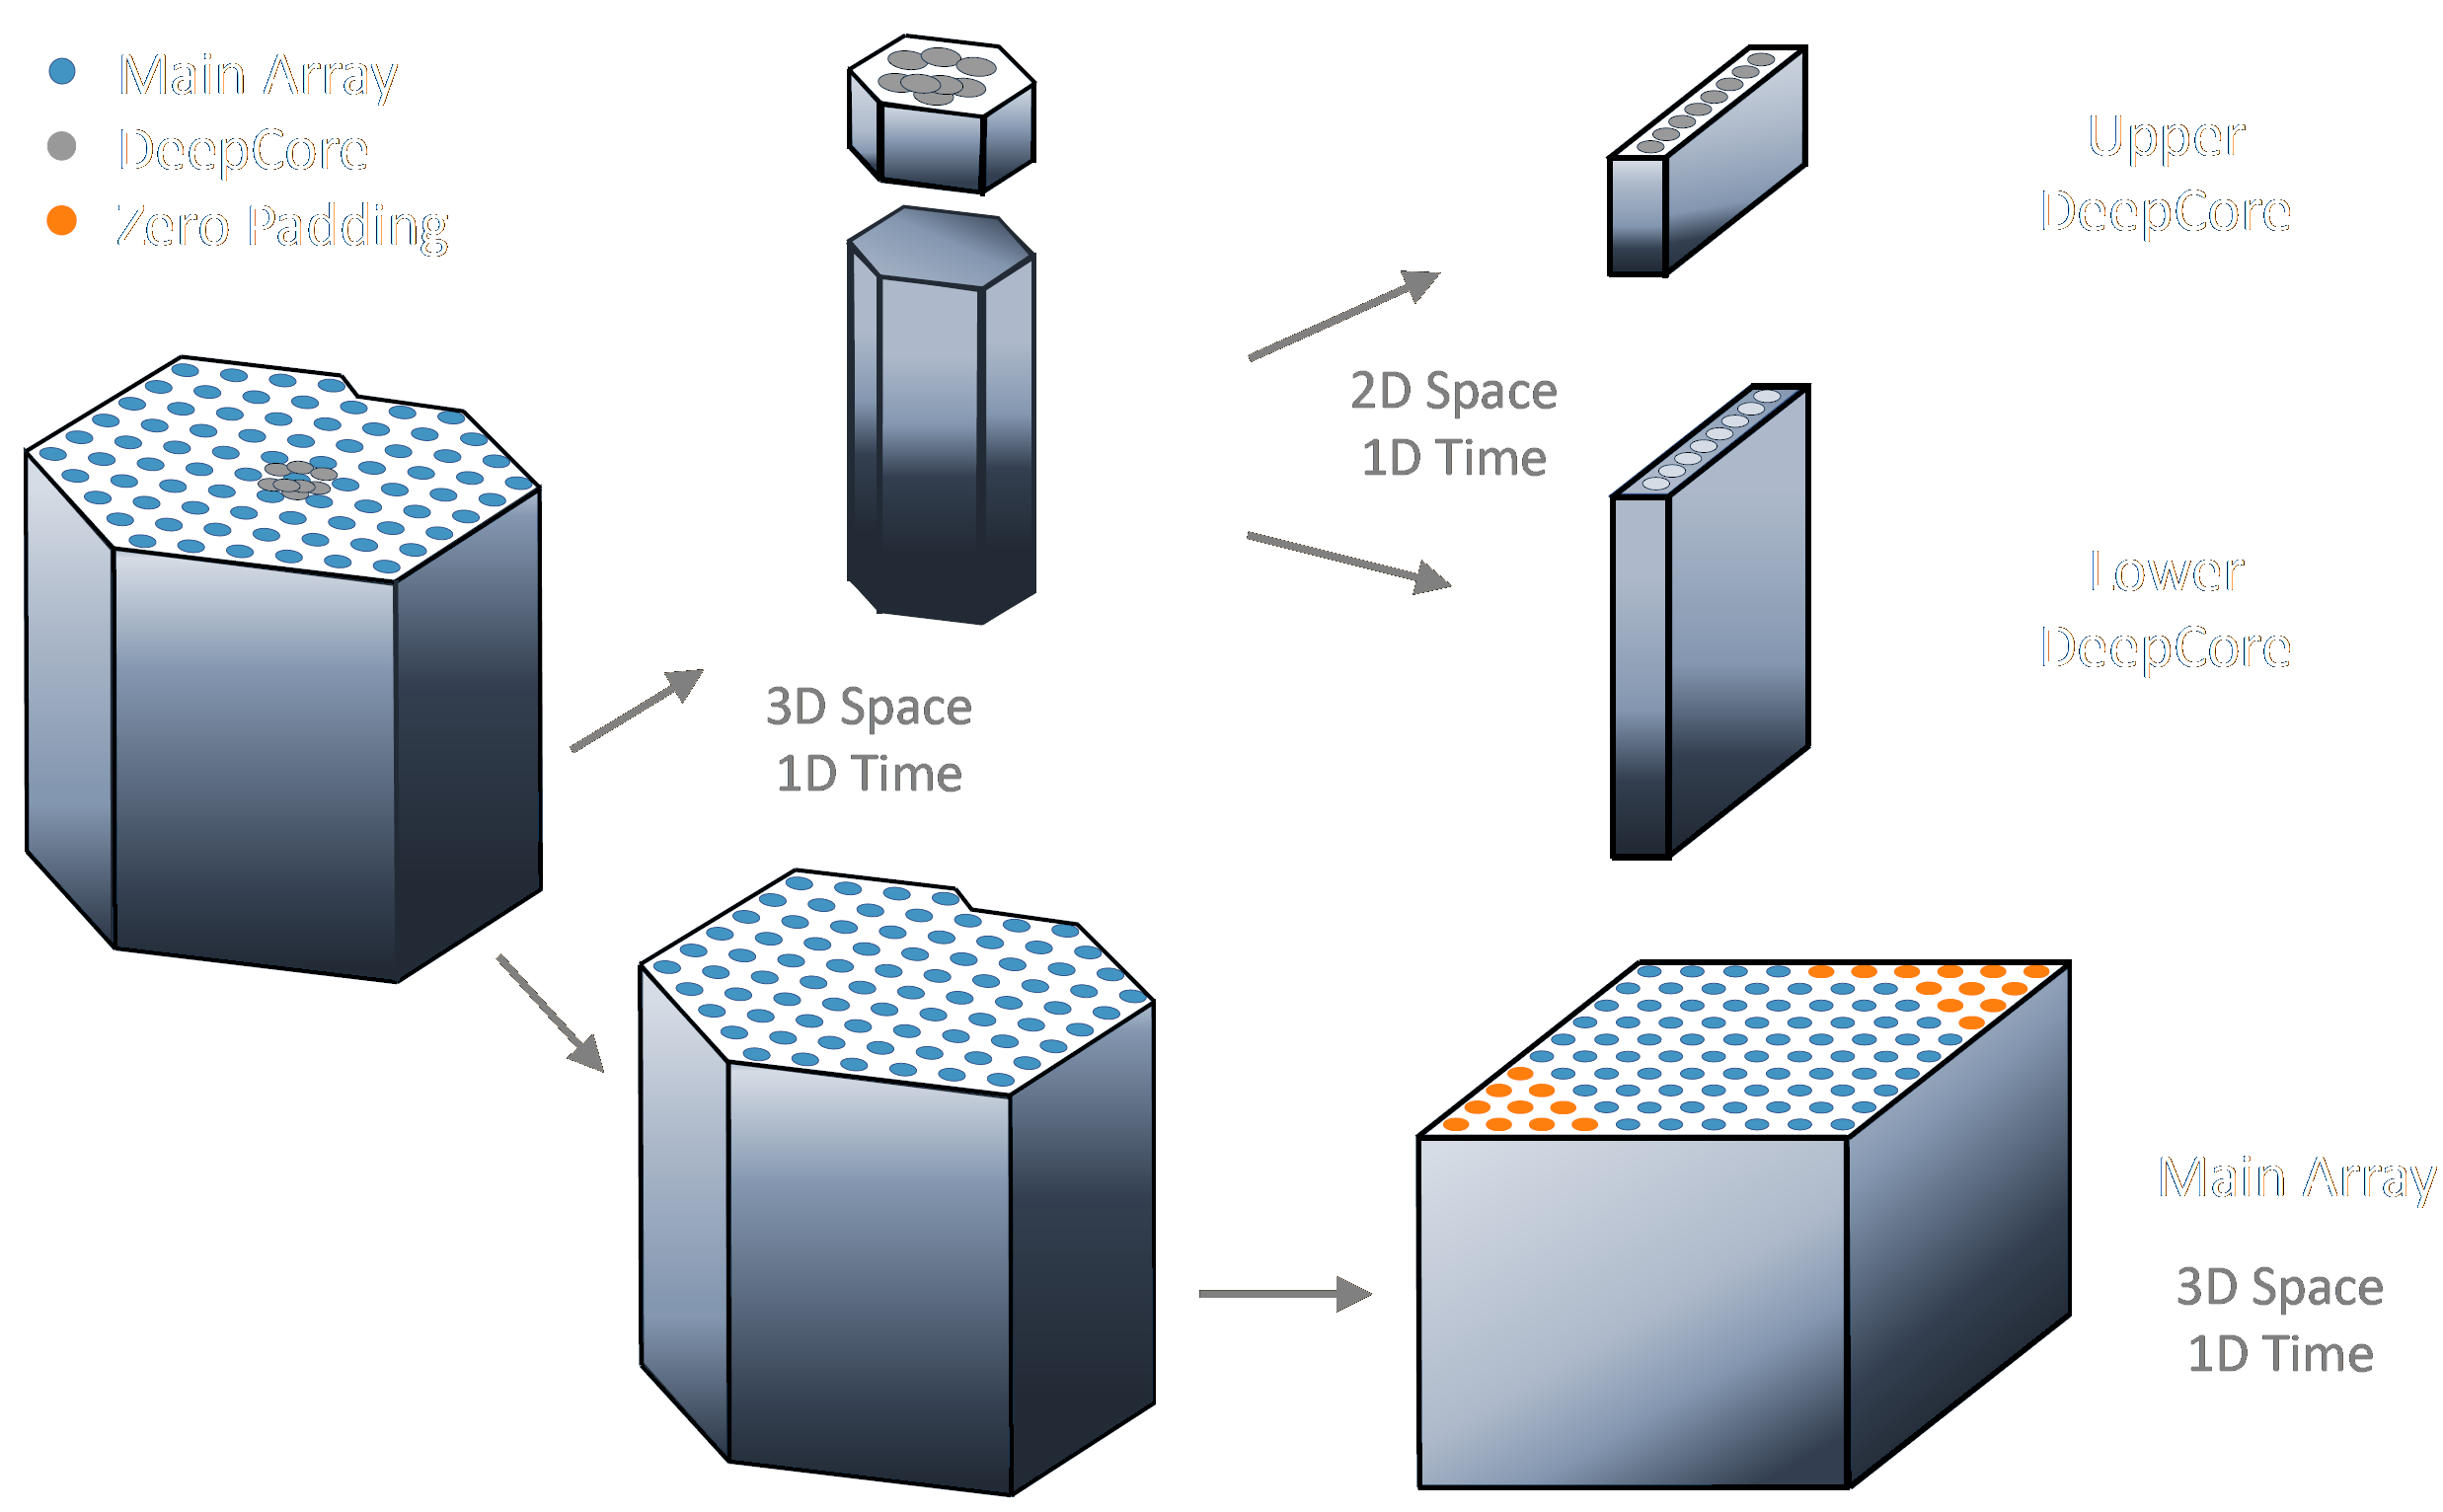 Main Array
DeepCore
Zero Padding
Upper
DeepCore
2D Space
1D Time
Lower
DeepCore
3D Space
1D Time
Main Array
3D Space
1D Time